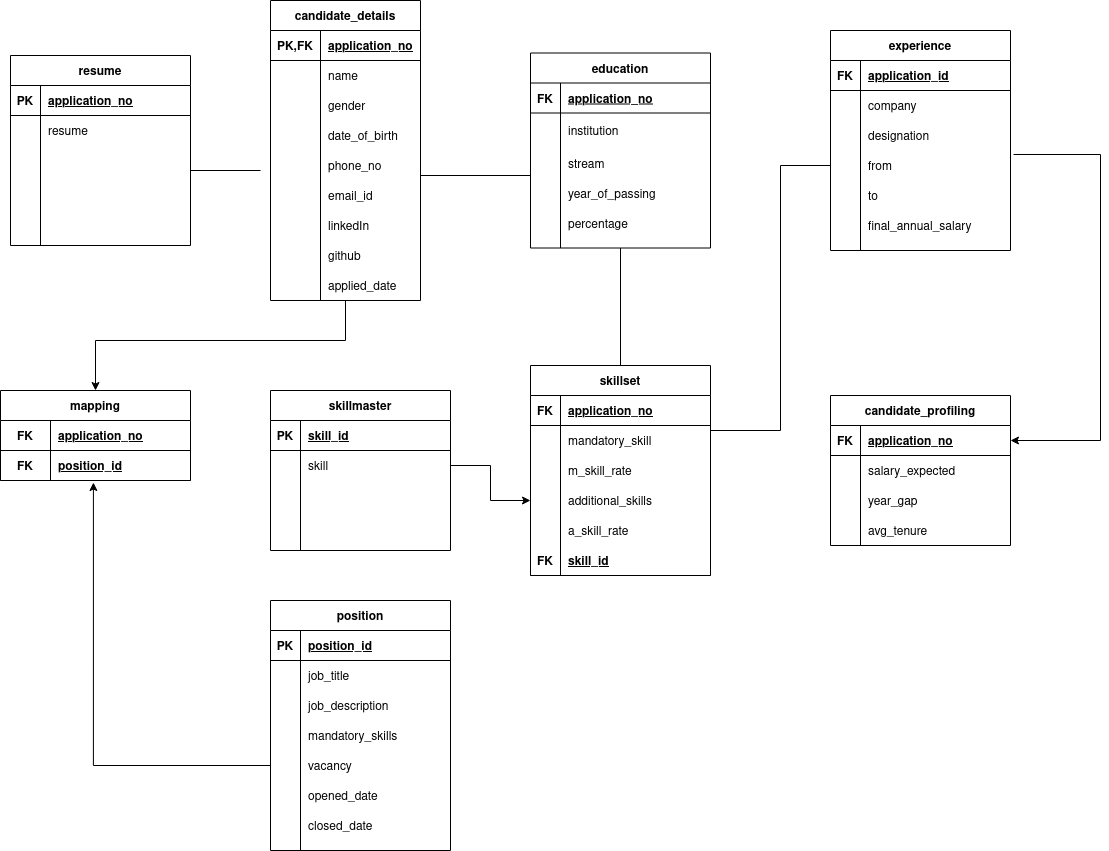 resume
PK application_no
resume
candidate_details
PK,FK application_no
name
gender
date_of_birth
phone_no
email_id
linkedIn
github
applied_date
education
FK application_no
institution
stream
year_of_passing
percentage
experience
FK application_id
company
designation
from
to
final_annual_salary
mapping
FK application_no
FK position_id
skillmaster
PK skill_id
skill
skillset
FK application_no
mandatory_skill
m_skill_rate
additional_skills
a_skill_rate
FK skill_id
candidate_profiling
FK application_no
salary_expected
year_gap
avg_tenure
position
PK position_id
job_title
job_description
mandatory_skills
vacancy
opened_date
closed_date